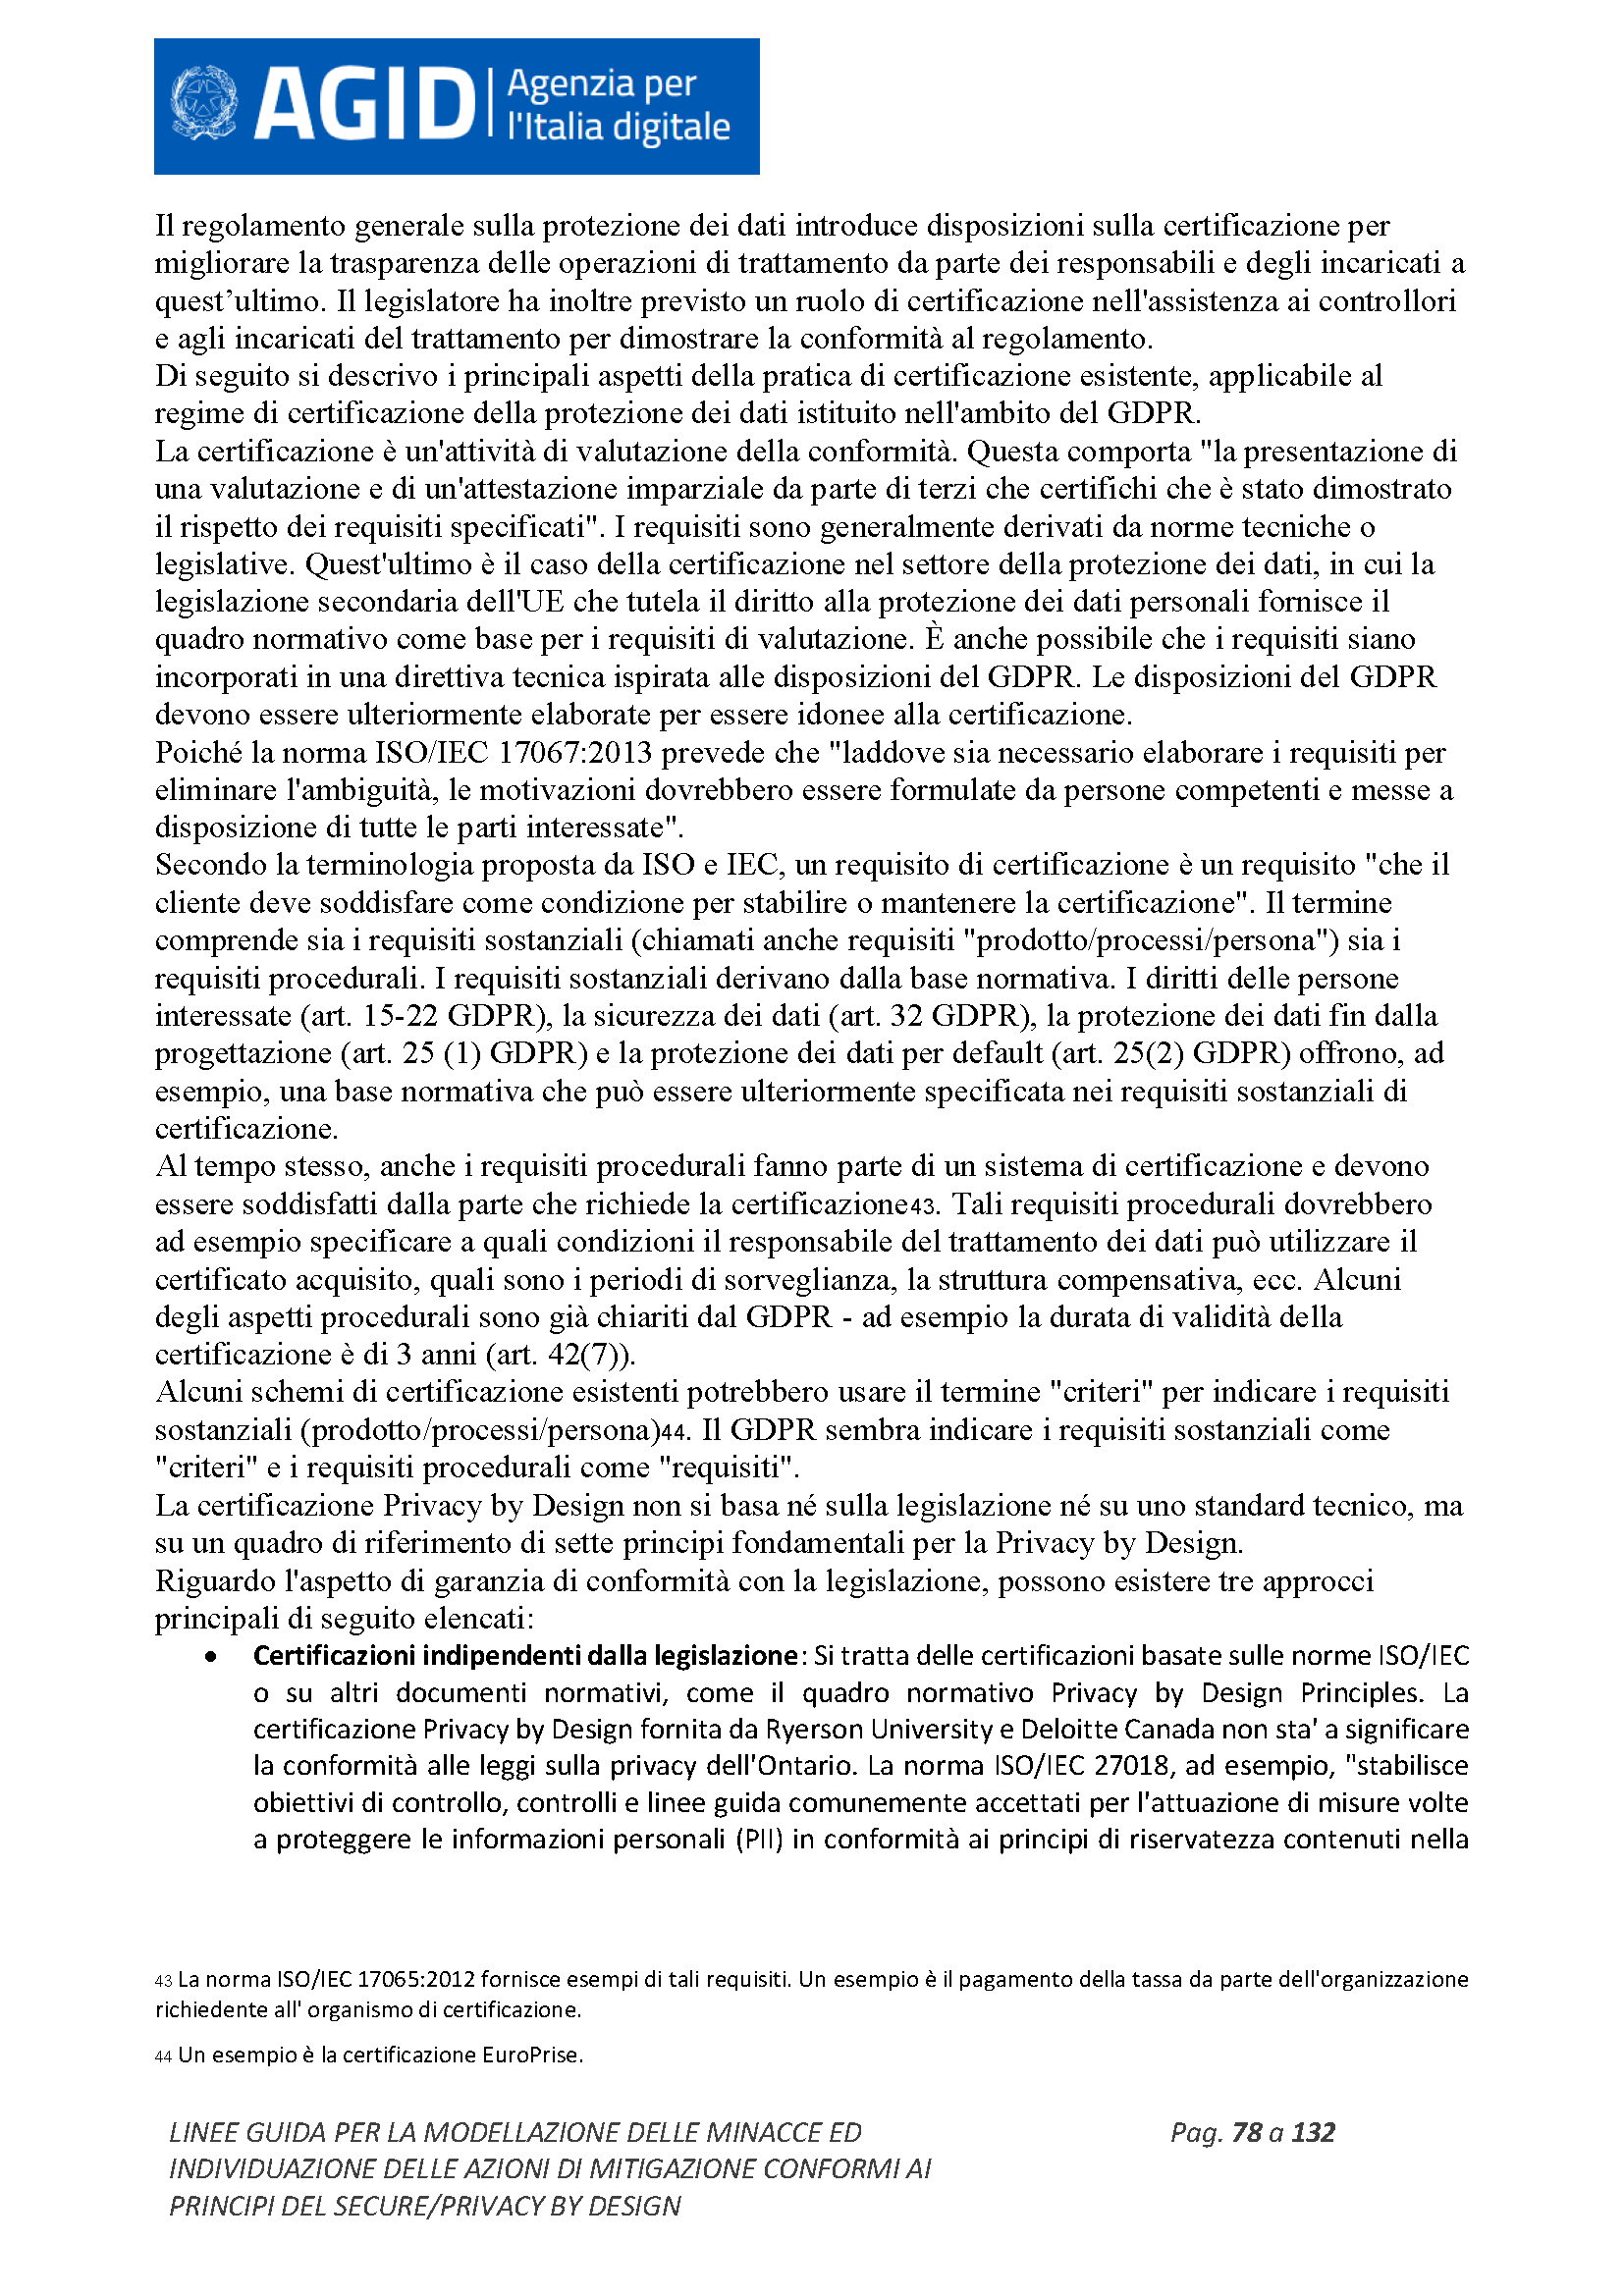 AGID Agenzia per
l'Italia digitale
Il regolamento generale sulla protezione dei dati introduce disposizioni sulla certificazione per
migliorare la trasparenza delle operazioni di trattamento da parte dei responsabili e degli incaricati a
quest’ultimo. Il legislatore ha inoltre previsto un ruolo di certificazione nell'assistenza ai controllori
e agli incaricati del trattamento per dimostrare la conformità al regolamento.
Di seguito si descrivo i principali aspetti della pratica di certificazione esistente, applicabile al
regime di certificazione della protezione dei dati istituito nell'ambito del GDPR.
La certificazione è un'attività di valutazione della conformità. Questa comporta "la presentazione di
una valutazione e di un'attestazione imparziale da parte di terzi che certifichi che è stato dimostrato
il rispetto dei requisiti specificati". I requisiti sono generalmente derivati da norme tecniche o
legislative. Quest'ultimo è il caso della certificazione nel settore della protezione dei dati, in cui la
legislazione secondaria dell'UE che tutela il diritto alla protezione dei dati personali fornisce il
quadro normativo come base per i requisiti di valutazione. È anche possibile che i requisiti siano
incorporati in una direttiva tecnica ispirata alle disposizioni del GDPR. Le disposizioni del GDPR
devono essere ulteriormente elaborate per essere idonee alla certificazione.
Poiché la norma ISO/IEC 17067:2013 prevede che "laddove sia necessario elaborare i requisiti per
eliminare l'ambiguità, le motivazioni dovrebbero essere formulate da persone competenti e messe a
disposizione di tutte le parti interessate".
Secondo la terminologia proposta da ISO e IEC, un requisito di certificazione è un requisito "che il
cliente deve soddisfare come condizione per stabilire o mantenere la certificazione". Il termine
comprende sia i requisiti sostanziali (chiamati anche requisiti "prodotto/processi/persona") sia i
requisiti procedurali. I requisiti sostanziali derivano dalla base normativa. I diritti delle persone
interessate (art. 15-22 GDPR), la sicurezza dei dati (art. 32 GDPR), la protezione dei dati fin dalla
progettazione (art. 25 (1) GDPR) e la protezione dei dati per default (art. 25(2) GDPR) offrono, ad
esempio, una base normativa che può essere ulteriormente specificata nei requisiti sostanziali di
certificazione.
Al tempo stesso, anche i requisiti procedurali fanno parte di un sistema di certificazione e devono
essere soddisfatti dalla parte che richiede la certificazione43. Tali requisiti procedurali dovrebbero
ad esempio specificare a quali condizioni il responsabile del trattamento dei dati può utilizzare il
certificato acquisito, quali sono i periodi di sorveglianza, la struttura compensativa, ecc. Alcuni
degli aspetti procedurali sono già chiariti dal GDPR - ad esempio la durata di validità della
certificazione è di 3 anni (art. 42(7)).
Alcuni schemi di certificazione esistenti potrebbero usare il termine "criteri" per indicare i requisiti
sostanziali (prodotto/processi/persona)44. Il GDPR sembra indicare i requisiti sostanziali come
"criteri" e i requisiti procedurali come "requisiti".
La certificazione Privacy by Design non si basa né sulla legislazione né su uno standard tecnico, ma
su un quadro di riferimento di sette principi fondamentali per la Privacy by Design.
Riguardo l'aspetto di garanzia di conformità con la legislazione, possono esistere tre approcci
principali di seguito elencati:
• Certificazioni indipendenti dalla legislazione: Si tratta delle certificazioni basate sulle norme ISO/IEC
o su altri documenti normativi, come il quadro normativo Privacy by Design Principles. La
certificazione Privacy by Design fornita da Ryerson University e Deloitte Canada non sta' a significare
la conformità alle leggi sulla privacy dell'Ontario. La norma ISO/IEC 27018, ad esempio, "stabilisce
obiettivi di controllo, controlli e linee guida comunemente accettati per l'attuazione di misure volte
a proteggere le informazioni personali (PII) in conformità ai principi di riservatezza contenuti nella
43 La norma ISO/IEC 17065:2012 fornisce esempi di tali requisiti. Un esempio è il pagamento della tassa da parte dell'organizzazione
richiedente all' organismo di certificazione.
44 Un esempio è la certificazione EuroPrise.
LINEE GUIDA PER LA MODELLAZIONE DELLE MINACCE ED
INDIVIDUAZIONE DELLE AZIONI DI MITIGAZIONE CONFORMI AI
PRINCIPI DEL SECURE/PRIVACY BY DESIGN
Pag. 78 a 132